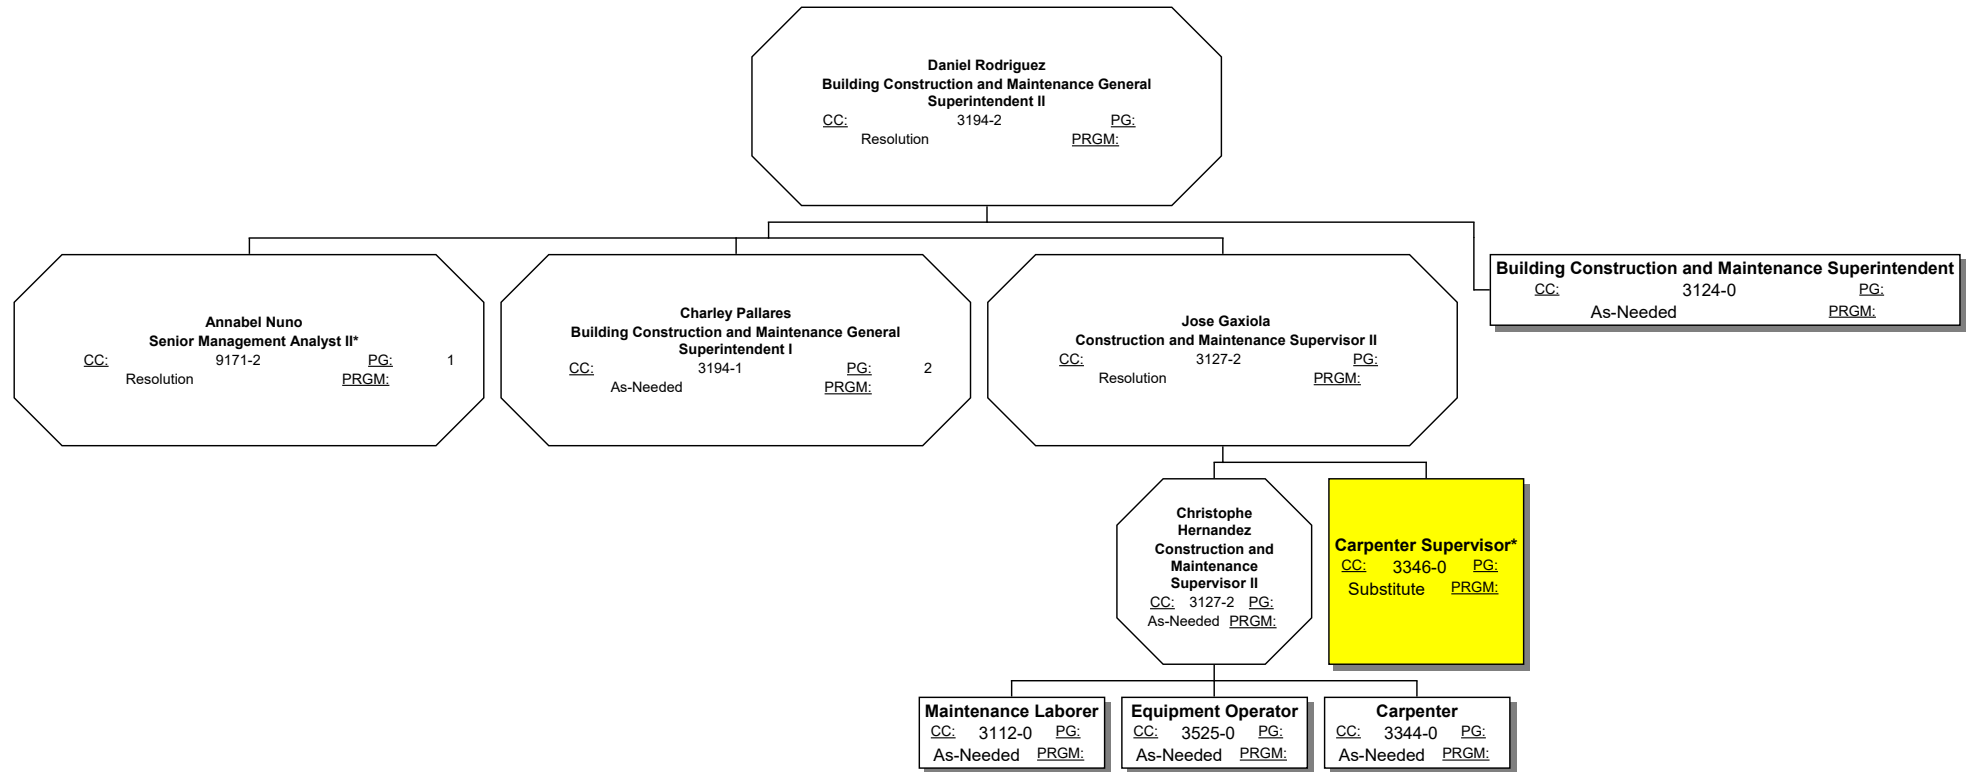 Daniel Rodriguez
Building Construction and Maintenance General
Superintendent II
CC: 3194-2 PG:
Resolution PRGM:
Annabel Nuno
Senior Management Analyst II*
CC: 9171-2 PG: 1
Resolution PRGM:
Charley Pallares
Building Construction and Maintenance General
Superintendent I
CC: 3194-1 PG: 2
As-Needed PRGM:
Jose Gaxiola
Construction and Maintenance Supervisor II
CC: 3127-2 PG:
Resolution PRGM:
Building Construction and Maintenance Superintendent
CC: 3124-0 PG:
As-Needed PRGM:
Christophe
Hernandez
Construction and
Maintenance
Supervisor II
CC: 3127-2 PG:
As-Needed PRGM:
Carpenter Supervisor*
CC: 3346-0 PG:
Substitute PRGM:
Maintenance Laborer
CC: 3112-0 PG:
As-Needed PRGM:
Equipment Operator
CC: 3525-0 PG:
As-Needed PRGM:
Carpenter
CC: 3344-0 PG:
As-Needed PRGM: